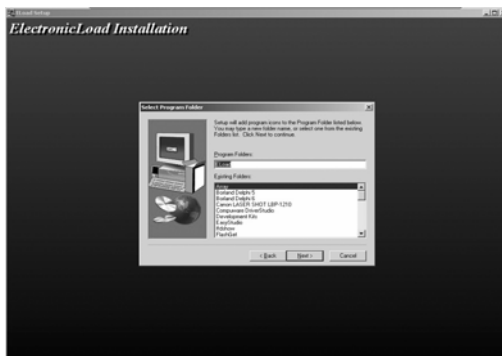 ELoad Setup
ElectronicLoad Installation
Select Program Folder
Setup will add program icons to the Program Folder listed below.
You may type a new folder name, or select one from the existing
Folders list. Click Next to continue.
Program Folders:
Existing Folders:
Borland Delphi 5
Borland Delphi 6
Canon LASER SHOT LBP-1210
Compuware DriverStudio
Development Kits
EasyStudio
FlashGet
< Back
Next >
Cancel